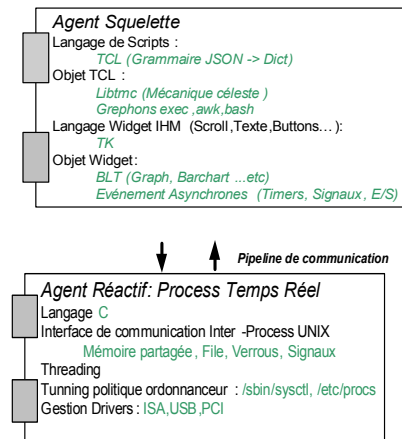 Agent Squelette
Langage de Scripts :
TCL (Grammaire JSON -> Dict)
Objet TCL :
Libtmc (Mécanique céleste )
Grephons exec ,awk,bash
Langage Widget IHM (Scroll,Texte,Buttons… ):
TK
Objet Widget:
BLT (Graph, Barchart ...etc)
Evénement Asynchrones (Timers, Signaux , E/S)
Pipeline de communication
Agent Réactif: Process Temps Réel
Langage C
Interface de communication Inter -Process UNIX
Mémoire partagée , File, Verrous, Signaux
Threading
Tunning politique ordonnanceur : /sbin/sysctl, /etc/procs
Gestion Drivers : ISA,USB,PCI